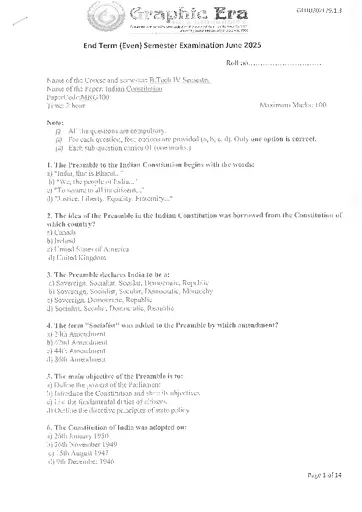 Graphic Era
End Term (Even) Semester Examination June 2025
Roll no.............................
Name of the Course and semester: B.Tech IV Semester
Name of the Paper: Indian Constitution
Time: 2 hour Maximum Marks: 100
Note:
(i) All the questions are compulsory.
(ii) For each question, four options are provided (a, b, c, d). Only one option is correct.
(iii) Each sub question carries 01 (one marks.)
1. The Preamble to the Indian Constitution begins with the words:
a) "India, that is Bharat..."
b) "We, the people of India..."
c) "To secure to all its citizens..."
d) "Justice, Liberty, Equality, Fraternity..."
2. The idea of the Preamble in the Indian Constitution was borrowed from the Constitution of
which country?
a) Canada
b) Ireland
c) United States of America
d) United Kingdom
3. The Preamble declares India to be a:
a) Sovereign, Socialist, Secular, Democratic, Republic
b) Sovereign, Socialist, Secular, Democratic, Monarchy
c) Sovereign, Democratic, Republic
d) Socialist, Secular, Democratic, Republic
4. The term "Socialist" was added to the Preamble by which amendment?
a) 24th Amendment
b) 42nd Amendment
c) 44th Amendment
d) 86th Amendment
5. The main objective of the Preamble is to:
a) Define the powers of the Parliament
b) Introduce the Constitution and its objectives
c) List the fundamental duties of citizens
d) Outline the directive principles of state policy
6. The Constitution of India was adopted on:
a) 26th January 1950
b) 26th November 1949
c) 15th August 1947
d) 9th December 1946
Page 1 of 14